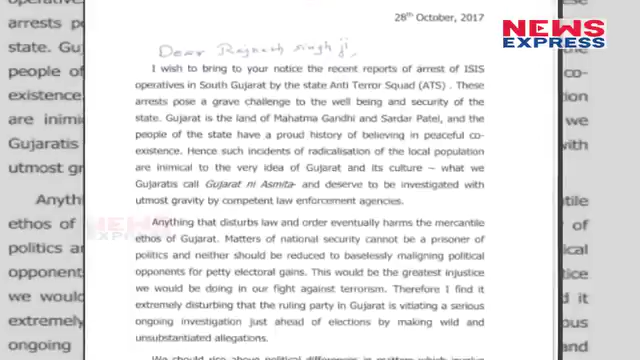 28th October, 2017
NEWS
EXPRESS
Dear Rajnath Singh ji,
I wish to bring to your notice the recent reports of arrest of ISIS
operatives in South Gujarat by the state Anti Terror Squad (ATS) . These
arrests pose a grave challenge to the well being and security of the
state. Gujarat is the land of Mahatma Gandhi and Sardar Patel, and the
people of the state have a proud history of believing in peaceful co-
existence. Hence such incidents of radicalisation of the local population
are inimical to the very idea of Gujarat and its culture – what we
Gujaratis call Gujarat ni Asmita- and deserve to be investigated with
utmost gravity by competent law enforcement agencies.
Anything that disturbs law and order eventually harms the mercantile
ethos of Gujarat. Matters of national security cannot be a prisoner of
politics and neither should be reduced to baselessly maligning political
opponents for petty electoral gains. This would be the greatest injustice
we would be doing in our fight against terrorism. Therefore I find it
extremely disturbing that the ruling party in Gujarat is vitiating a serious
ongoing investigation just ahead of elections by making wild and
unsubstantiated allegations.
We should rise above political differences in matters which involve
NEWS
EXPRESS